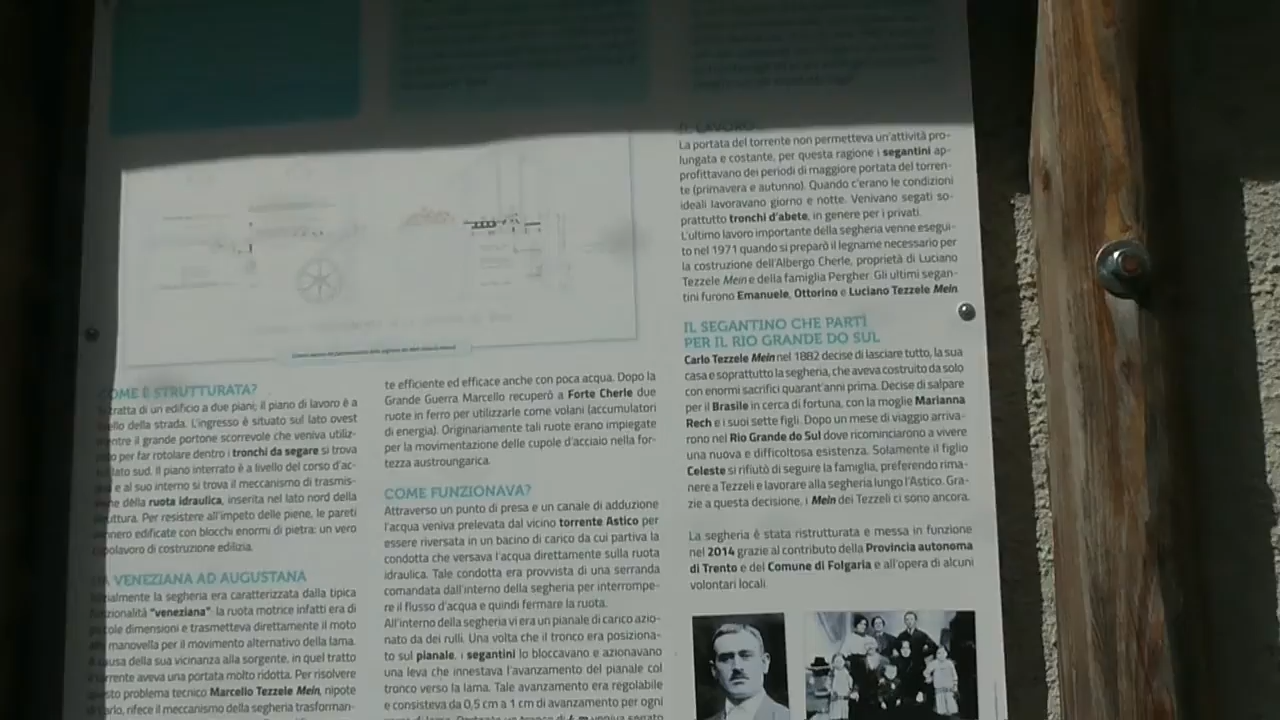 COME È STRUTTURATA?
tratta di un edificio a due piani; il piano di lavoro è a
llo della strada. L'ingresso è situato sul lato ovest
ntre il grande portone scorrevole che veniva utiliz-
o per far rotolare dentro i tronchi da segare si trova
lato sud. Il piano interrato è a livello del corso d'ac-
e al suo interno si trova il meccanismo di trasmis-
ne della ruota idraulica, inserita nel lato nord della
uttura. Per resistere all'impeto delle piene, le pareti
nnero edificate con blocchi enormi di pietra: un vero
polavoro di costruzione edilizia.
VENEZIANA AD AUGUSTANA
zialmente la segheria era caratterizzata dalla tipica
zionalità "veneziana": la ruota motrice infatti era di
cole dimensioni e trasmetteva direttamente il moto
manovella per il movimento alternativo della lama.
usa della sua vicinanza alla sorgente, in quel tratto
rrente aveva una portata molto ridotta. Per risolvere
sto problema tecnico Marcello Tezzele Mein, nipote
arlo, rifece il meccanismo della segheria trasforman-
te efficiente ed efficace anche con poca acqua. Dopo la
Grande Guerra Marcello recuperò a Forte Cherle due
ruote in ferro per utilizzarle come volani (accumulatori
di energia). Originariamente tali ruote erano impiegate
per la movimentazione delle cupole d'acciaio nella for-
tezza austroungarica.
COME FUNZIONAVA?
Attraverso un punto di presa e un canale di adduzione
l'acqua veniva prelevata dal vicino torrente Astico per
essere riversata in un bacino di carico da cui partiva la
condotta che versava l'acqua direttamente sulla ruota
idraulica. Tale condotta era provvista di una serranda
comandata dall'interno della segheria per interrompe-
re il flusso d'acqua e quindi fermare la ruota.
All'interno della segheria vi era un pianale di carico azio-
nato da dei rulli. Una volta che il tronco era posiziona-
to sul pianale, i segantini lo bloccavano e azionavano
una leva che innestava l'avanzamento del pianale col
tronco verso la lama. Tale avanzamento era regolabile
e consisteva da 0,5 cm a 1 cm di avanzamento per ogni
IL LAVORO
La portata del torrente non permetteva un'attività pro-
lungata e costante, per questa ragione i segantini ap-
profittavano dei periodi di maggiore portata del torren-
te (primavera e autunno). Quando c'erano le condizioni
ideali lavoravano giorno e notte. Venivano segati so-
prattutto tronchi d'abete, in genere per i privati.
L'ultimo lavoro importante della segheria venne esegui-
to nel 1971 quando si preparò il legname necessario per
la costruzione dell'Albergo Cherle, proprietà di Luciano
Tezzele Mein e della famiglia Pergher. Gli ultimi segan-
tini furono Emanuele, Ottorino e Luciano Tezzele Mein.
IL SEGANTINO CHE PARTÌ
PER IL RIO GRANDE DO SUL
Carlo Tezzele Mein nel 1882 decise di lasciare tutto, la sua
casa e soprattutto la segheria, che aveva costruito da solo
con enormi sacrifici quarant'anni prima. Decise di salpare
per il Brasile in cerca di fortuna, con la moglie Marianna
Rech e i suoi sette figli. Dopo un mese di viaggio arriva-
rono nel Rio Grande do Sul dove ricominciarono a vivere
una nuova e difficoltosa esistenza. Solamente il figlio
Celeste si rifiutò di seguire la famiglia, preferendo rima-
nere a Tezzeli e lavorare alla segheria lungo l'Astico. Gra-
zie a questa decisione, i Mein dei Tezzeli ci sono ancora.
La segheria è stata ristrutturata e messa in funzione
nel 2014 grazie al contributo della Provincia autonoma
di Trento e del Comune di Folgaria e all'opera di alcuni
volontari locali.